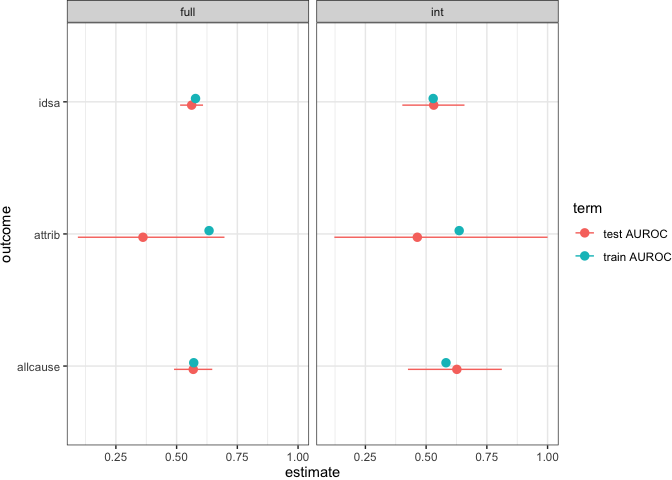 full
int
idsa
attrib
allcause
outcome
0.25 0.50 0.75 1.00
0.25 0.50 0.75 1.00
estimate
term
test AUROC
train AUROC